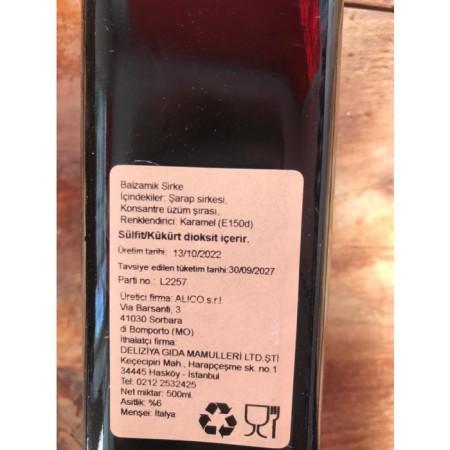 Balzamik Sirke
İçindekiler: Şarap sirkesi,
Konsantre üzüm şırası,
Renklendirici: Karamel (E150d)
Sülfit/Kükürt dioksit içerir.
Üretim tarihi: 13/10/2022
Tavsiye edilen tüketim tarihi:30/09/2027
Parti no.: L2257
Üretici firma: ALICO s.r.l.
Via Barsanti, 3
41030 Sorbara
di Bomporto (MO)
İthalatçı firma:
DELİZİYA GIDA MAMULLERİ LTD.ŞTİ
Keçecipiri Mah., Harapçeşme sk. no.1
34445 Hasköy - İstanbul
Tel: 0212 2532425
Net miktar: 500ml.
Asitlik: %6
Menşei: İtalya